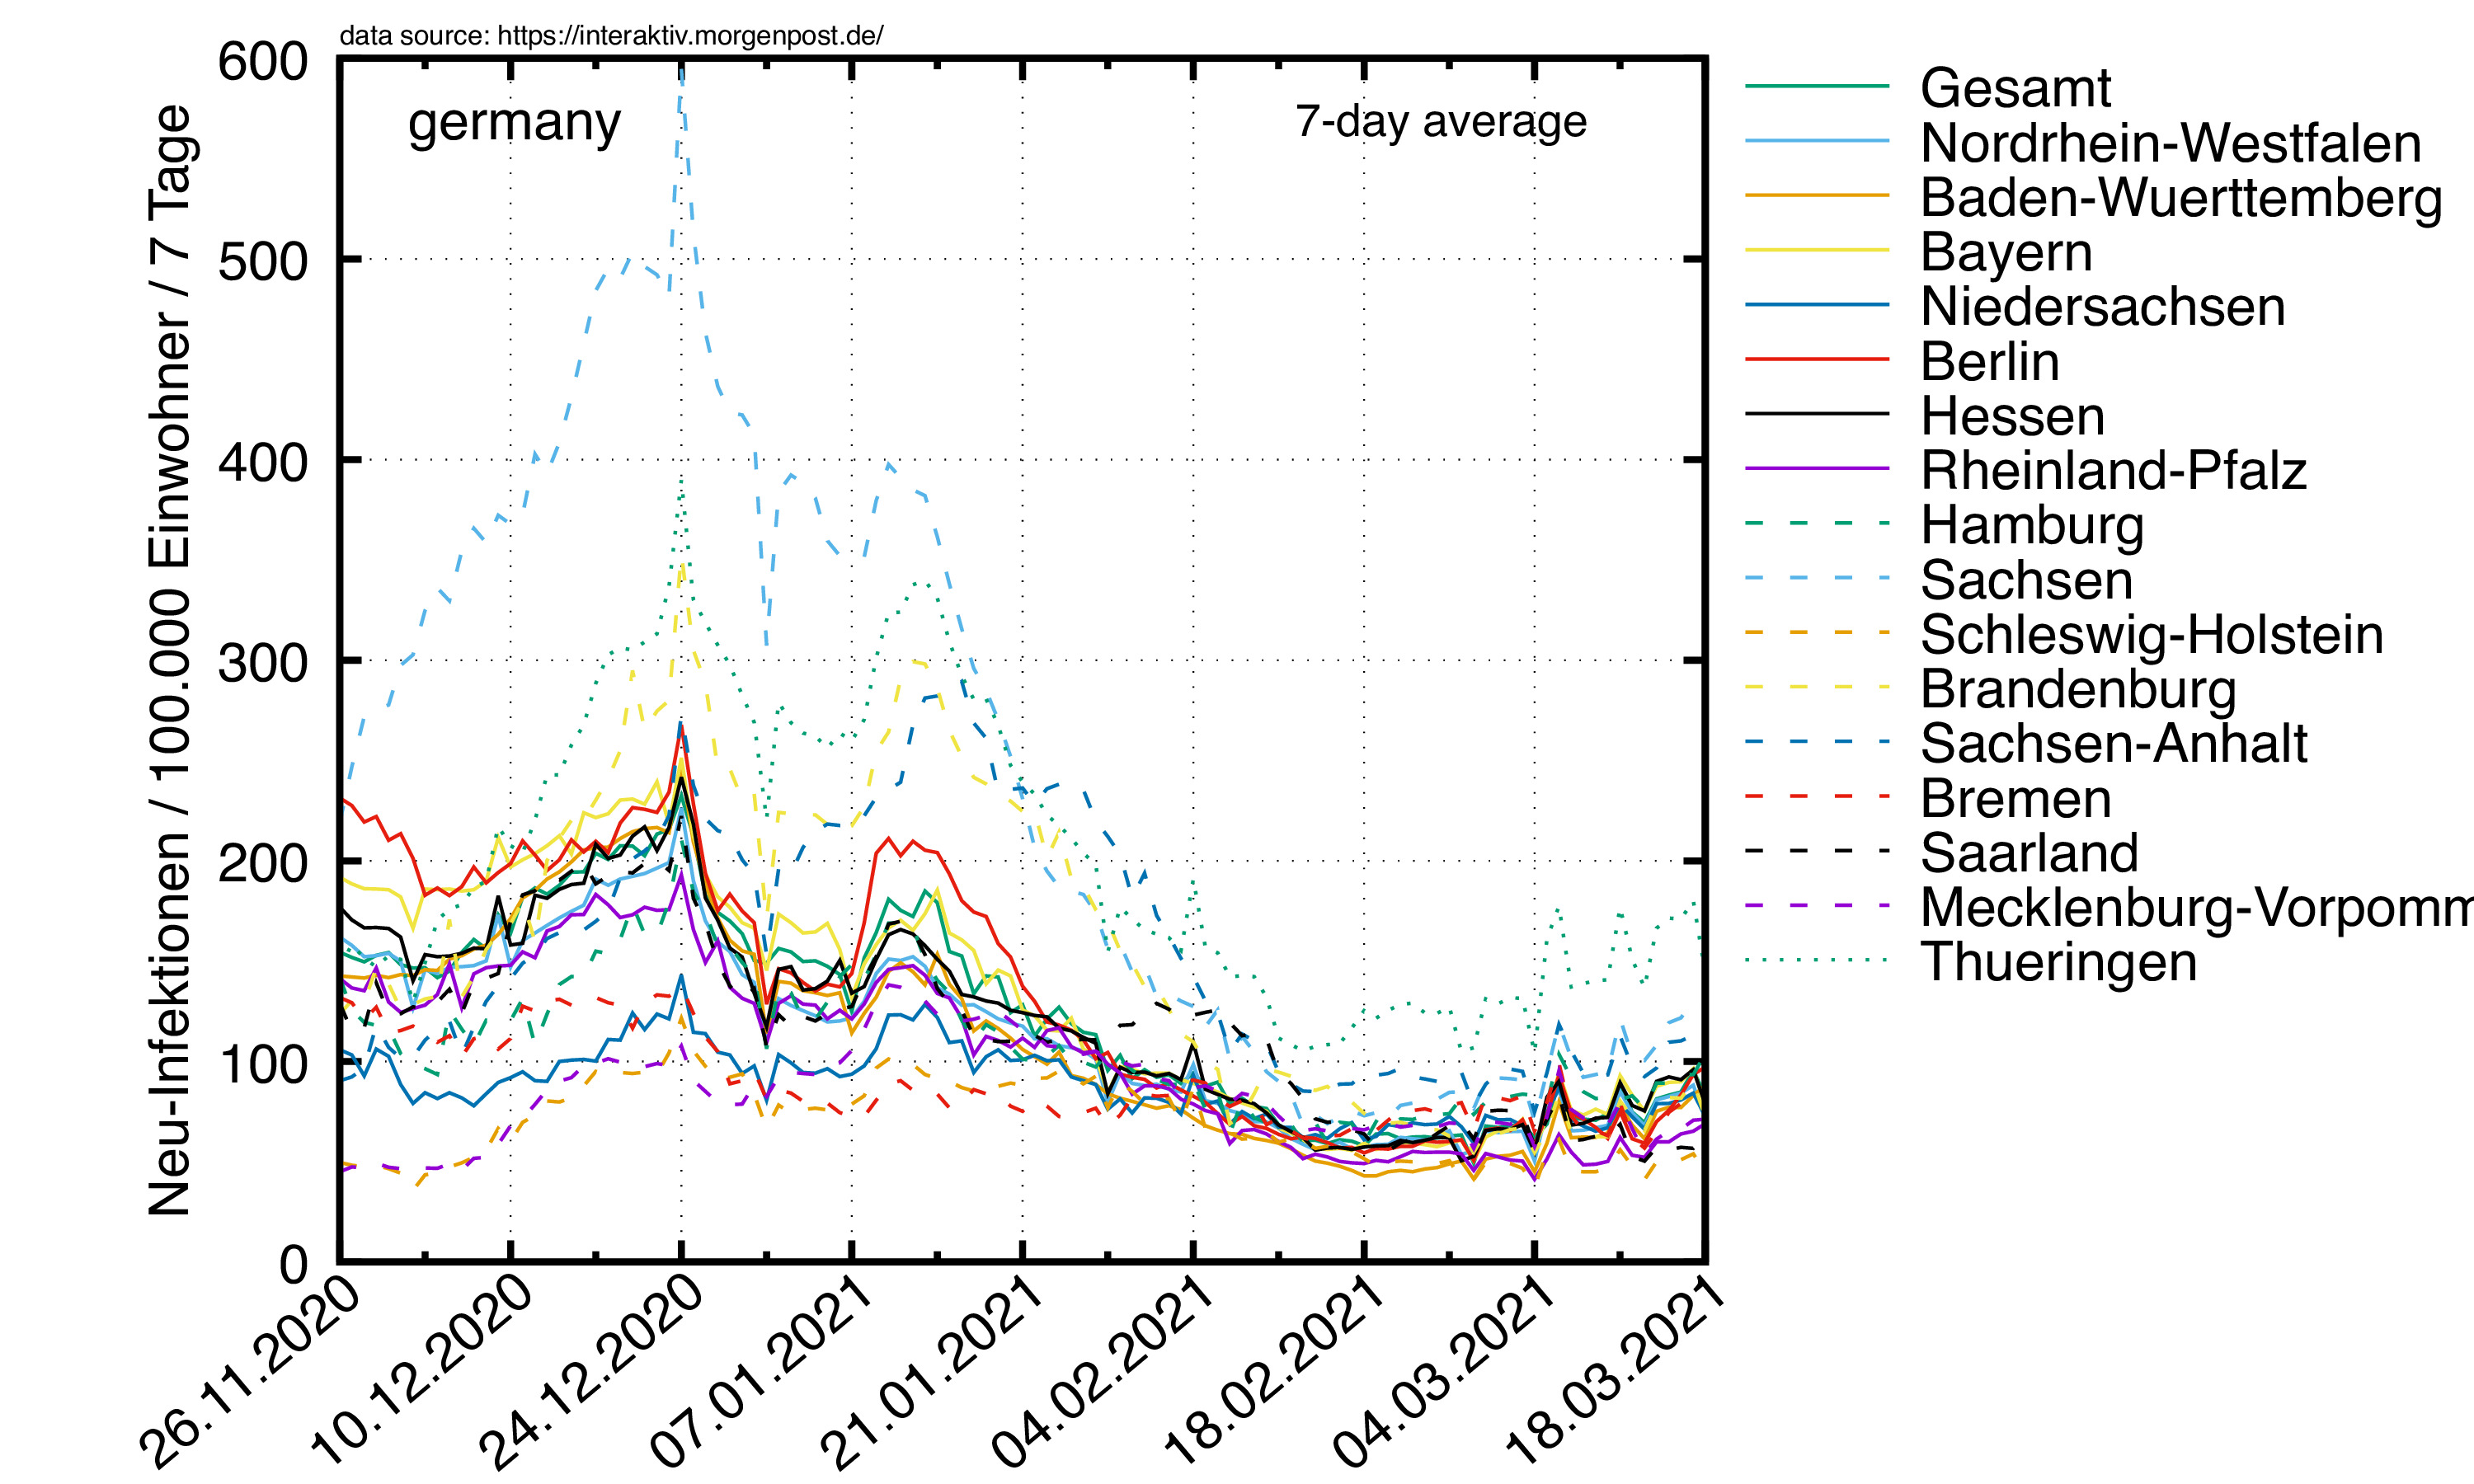 data source: https://interaktiv.morgenpost.de/
germany
7-day average
Neu-Infektionen / 100.000 Einwohner / 7 Tage
600
500
400
300
200
100
0
26.11.2020
10.12.2020
24.12.2020
07.01.2021
21.01.2021
04.02.2021
18.02.2021
04.03.2021
18.03.2021
Gesamt
Nordrhein-Westfalen
Baden-Wuerttemberg
Bayern
Niedersachsen
Berlin
Hessen
Rheinland-Pfalz
Hamburg
Sachsen
Schleswig-Holstein
Brandenburg
Sachsen-Anhalt
Bremen
Saarland
Mecklenburg-Vorpomm
Thueringen